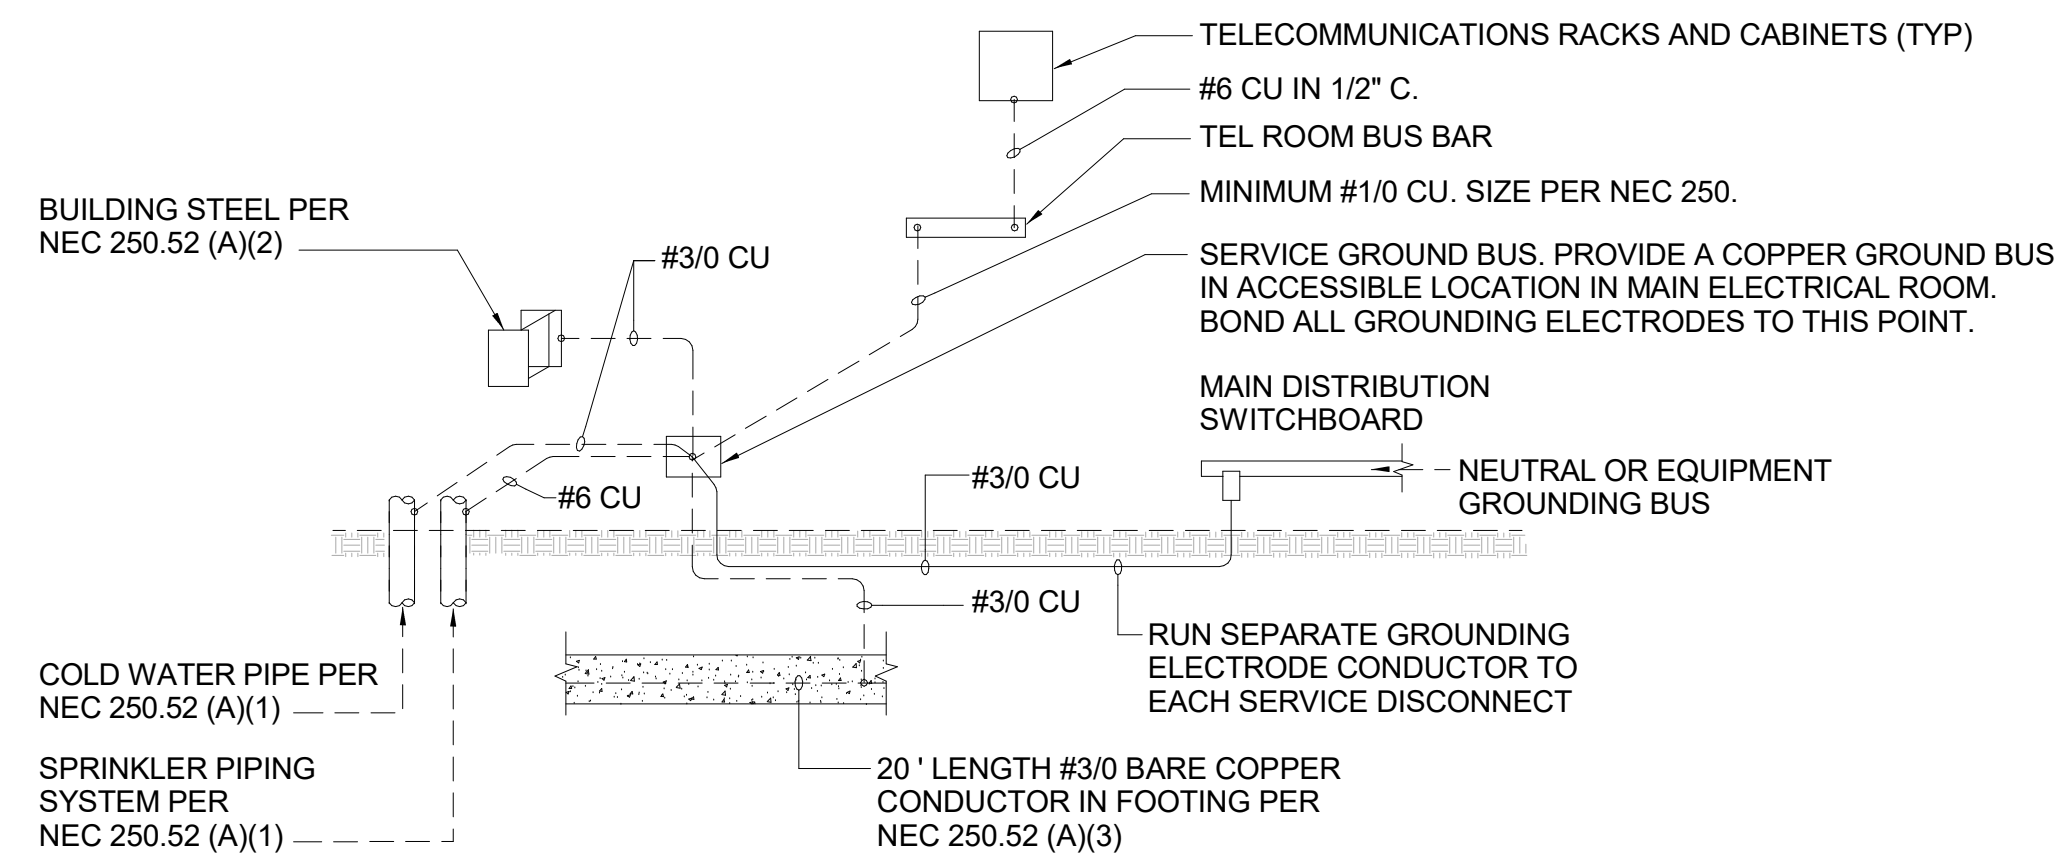 TELECOMMUNICATIONS RACKS AND CABINETS (TYP)
#6 CU IN 1/2" C.
TEL ROOM BUS BAR
MINIMUM #1/0 CU. SIZE PER NEC 250.
BUILDING STEEL PER
NEC 250.52 (A)(2)
#3/0 CU
SERVICE GROUND BUS. PROVIDE A COPPER GROUND BUS
IN ACCESSIBLE LOCATION IN MAIN ELECTRICAL ROOM.
BOND ALL GROUNDING ELECTRODES TO THIS POINT.
MAIN DISTRIBUTION
SWITCHBOARD
NEUTRAL OR EQUIPMENT
GROUNDING BUS
#3/0 CU
#6 CU
#3/0 CU
RUN SEPARATE GROUNDING
ELECTRODE CONDUCTOR TO
EACH SERVICE DISCONNECT
COLD WATER PIPE PER
NEC 250.52 (A)(1)
SPRINKLER PIPING
SYSTEM PER
NEC 250.52 (A)(1)
20 ' LENGTH #3/0 BARE COPPER
CONDUCTOR IN FOOTING PER
NEC 250.52 (A)(3)